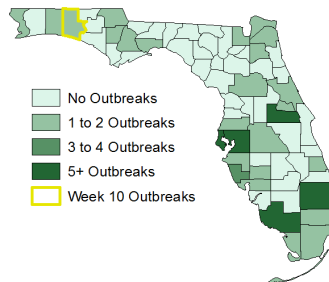 No Outbreaks
1 to 2 Outbreaks
3 to 4 Outbreaks
5+ Outbreaks
Week 10 Outbreaks